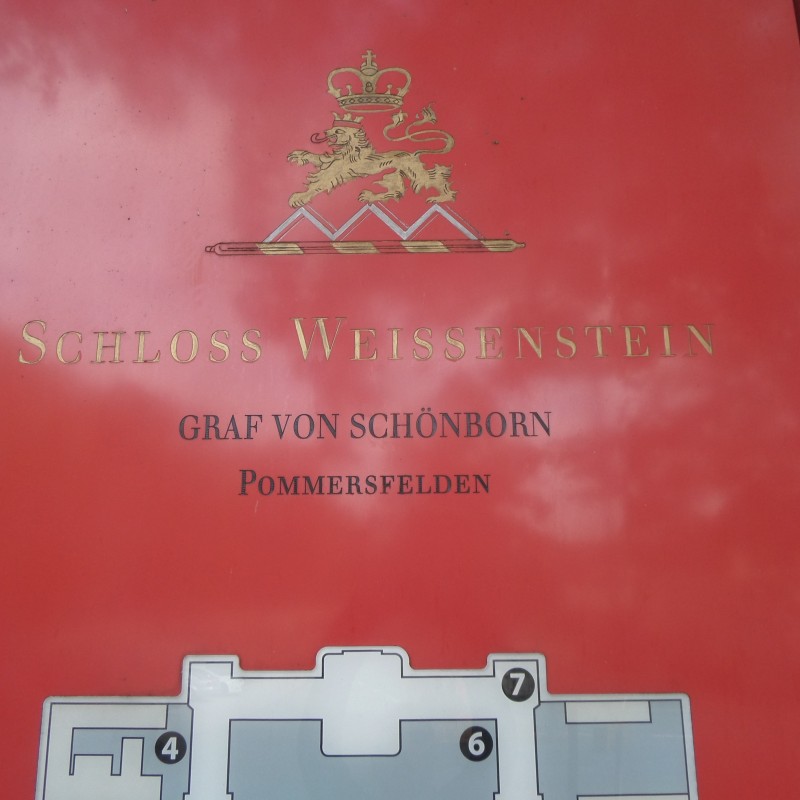 Schloss Weissenstein
GRAF VON SCHÖNBORN
Pommersfelden
7
4
6